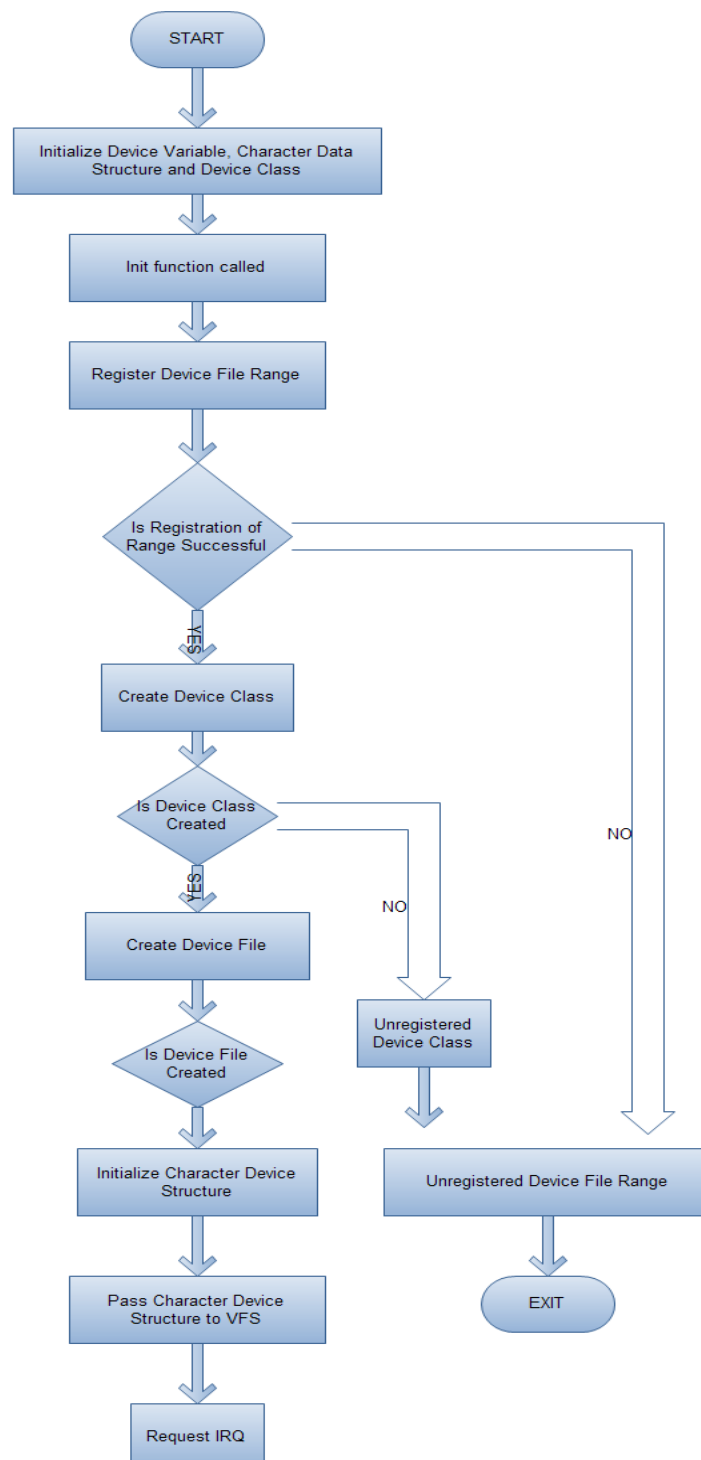 START
Initialize Device Variable, Character Data
Structure and Device Class
Init function called
Register Device File Range
Is Registration of
Range Successful
YES
Create Device Class
Is Device Class
Created
NO
YES
NO
Create Device File
Unregistered
Device Class
Is Device File
Created
Initialize Character Device
Structure
Unregistered Device File Range
Pass Character Device
Structure to VFS
EXIT
Request IRQ